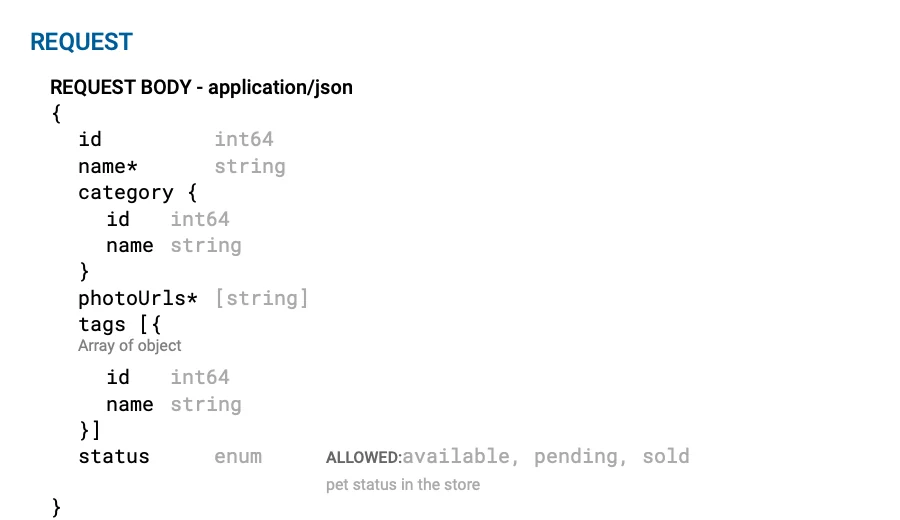 REQUEST
REQUEST BODY - application/json
{
id int64
name* string
category {
id int64
name string
}
photoUrls* [string]
tags [{
Array of object
id int64
name string
}]
status enum ALLOWED:available, pending, sold
pet status in the store
}